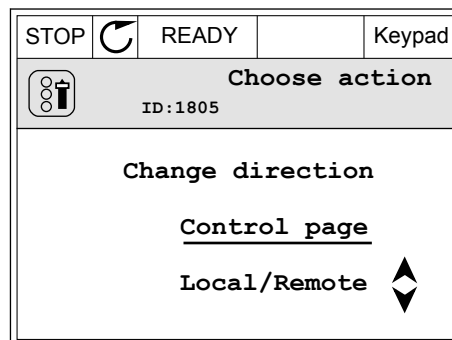 STOP READY Keypad
Choose action
ID:1805
Change direction
Control page
Local/Remote